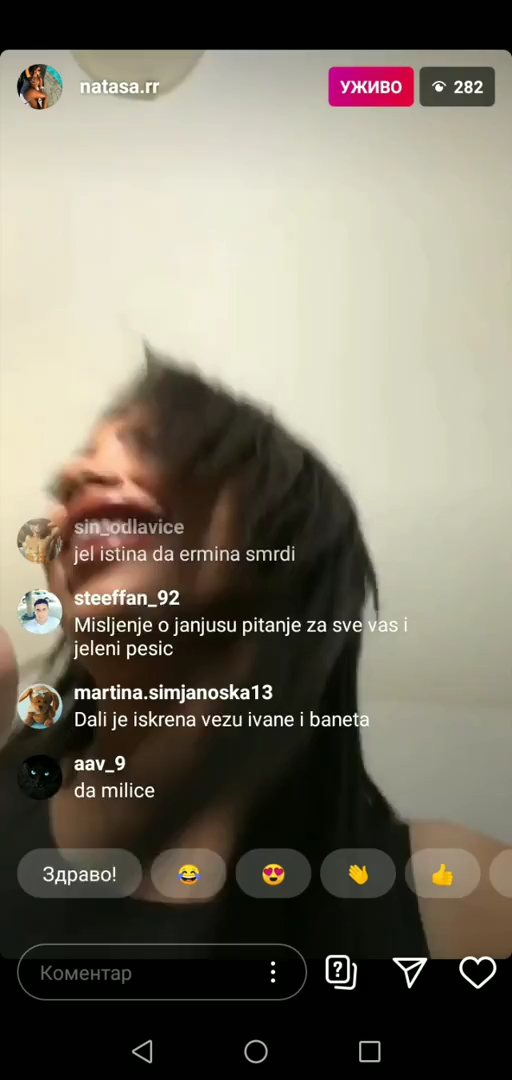 natasa.rr
УЖИВО
282
sin_odlavice
jel istina da ermina smrdi
steeffan_92
Misljenje o janjusu pitanje za sve vas i
jeleni pesic
martina.simjanoska13
Dali je iskrena vezu ivane i baneta
aav_9
da milice
Здраво!
Коментар